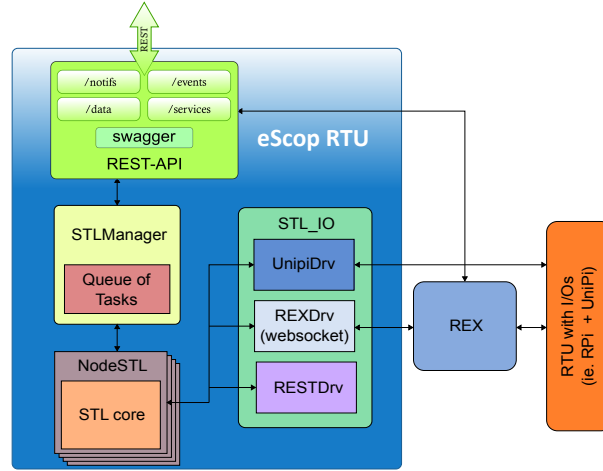 REST
/notifs
/events
/data
/services
swagger
REST-API
eScop RTU
STLManager
Queue of
Tasks
NodeSTL
STL core
STL_IO
UnipiDrv
REXDrv
(websocket)
RESTDrv
REX
RTU with I/Os
(ie. RPi + UniPi)